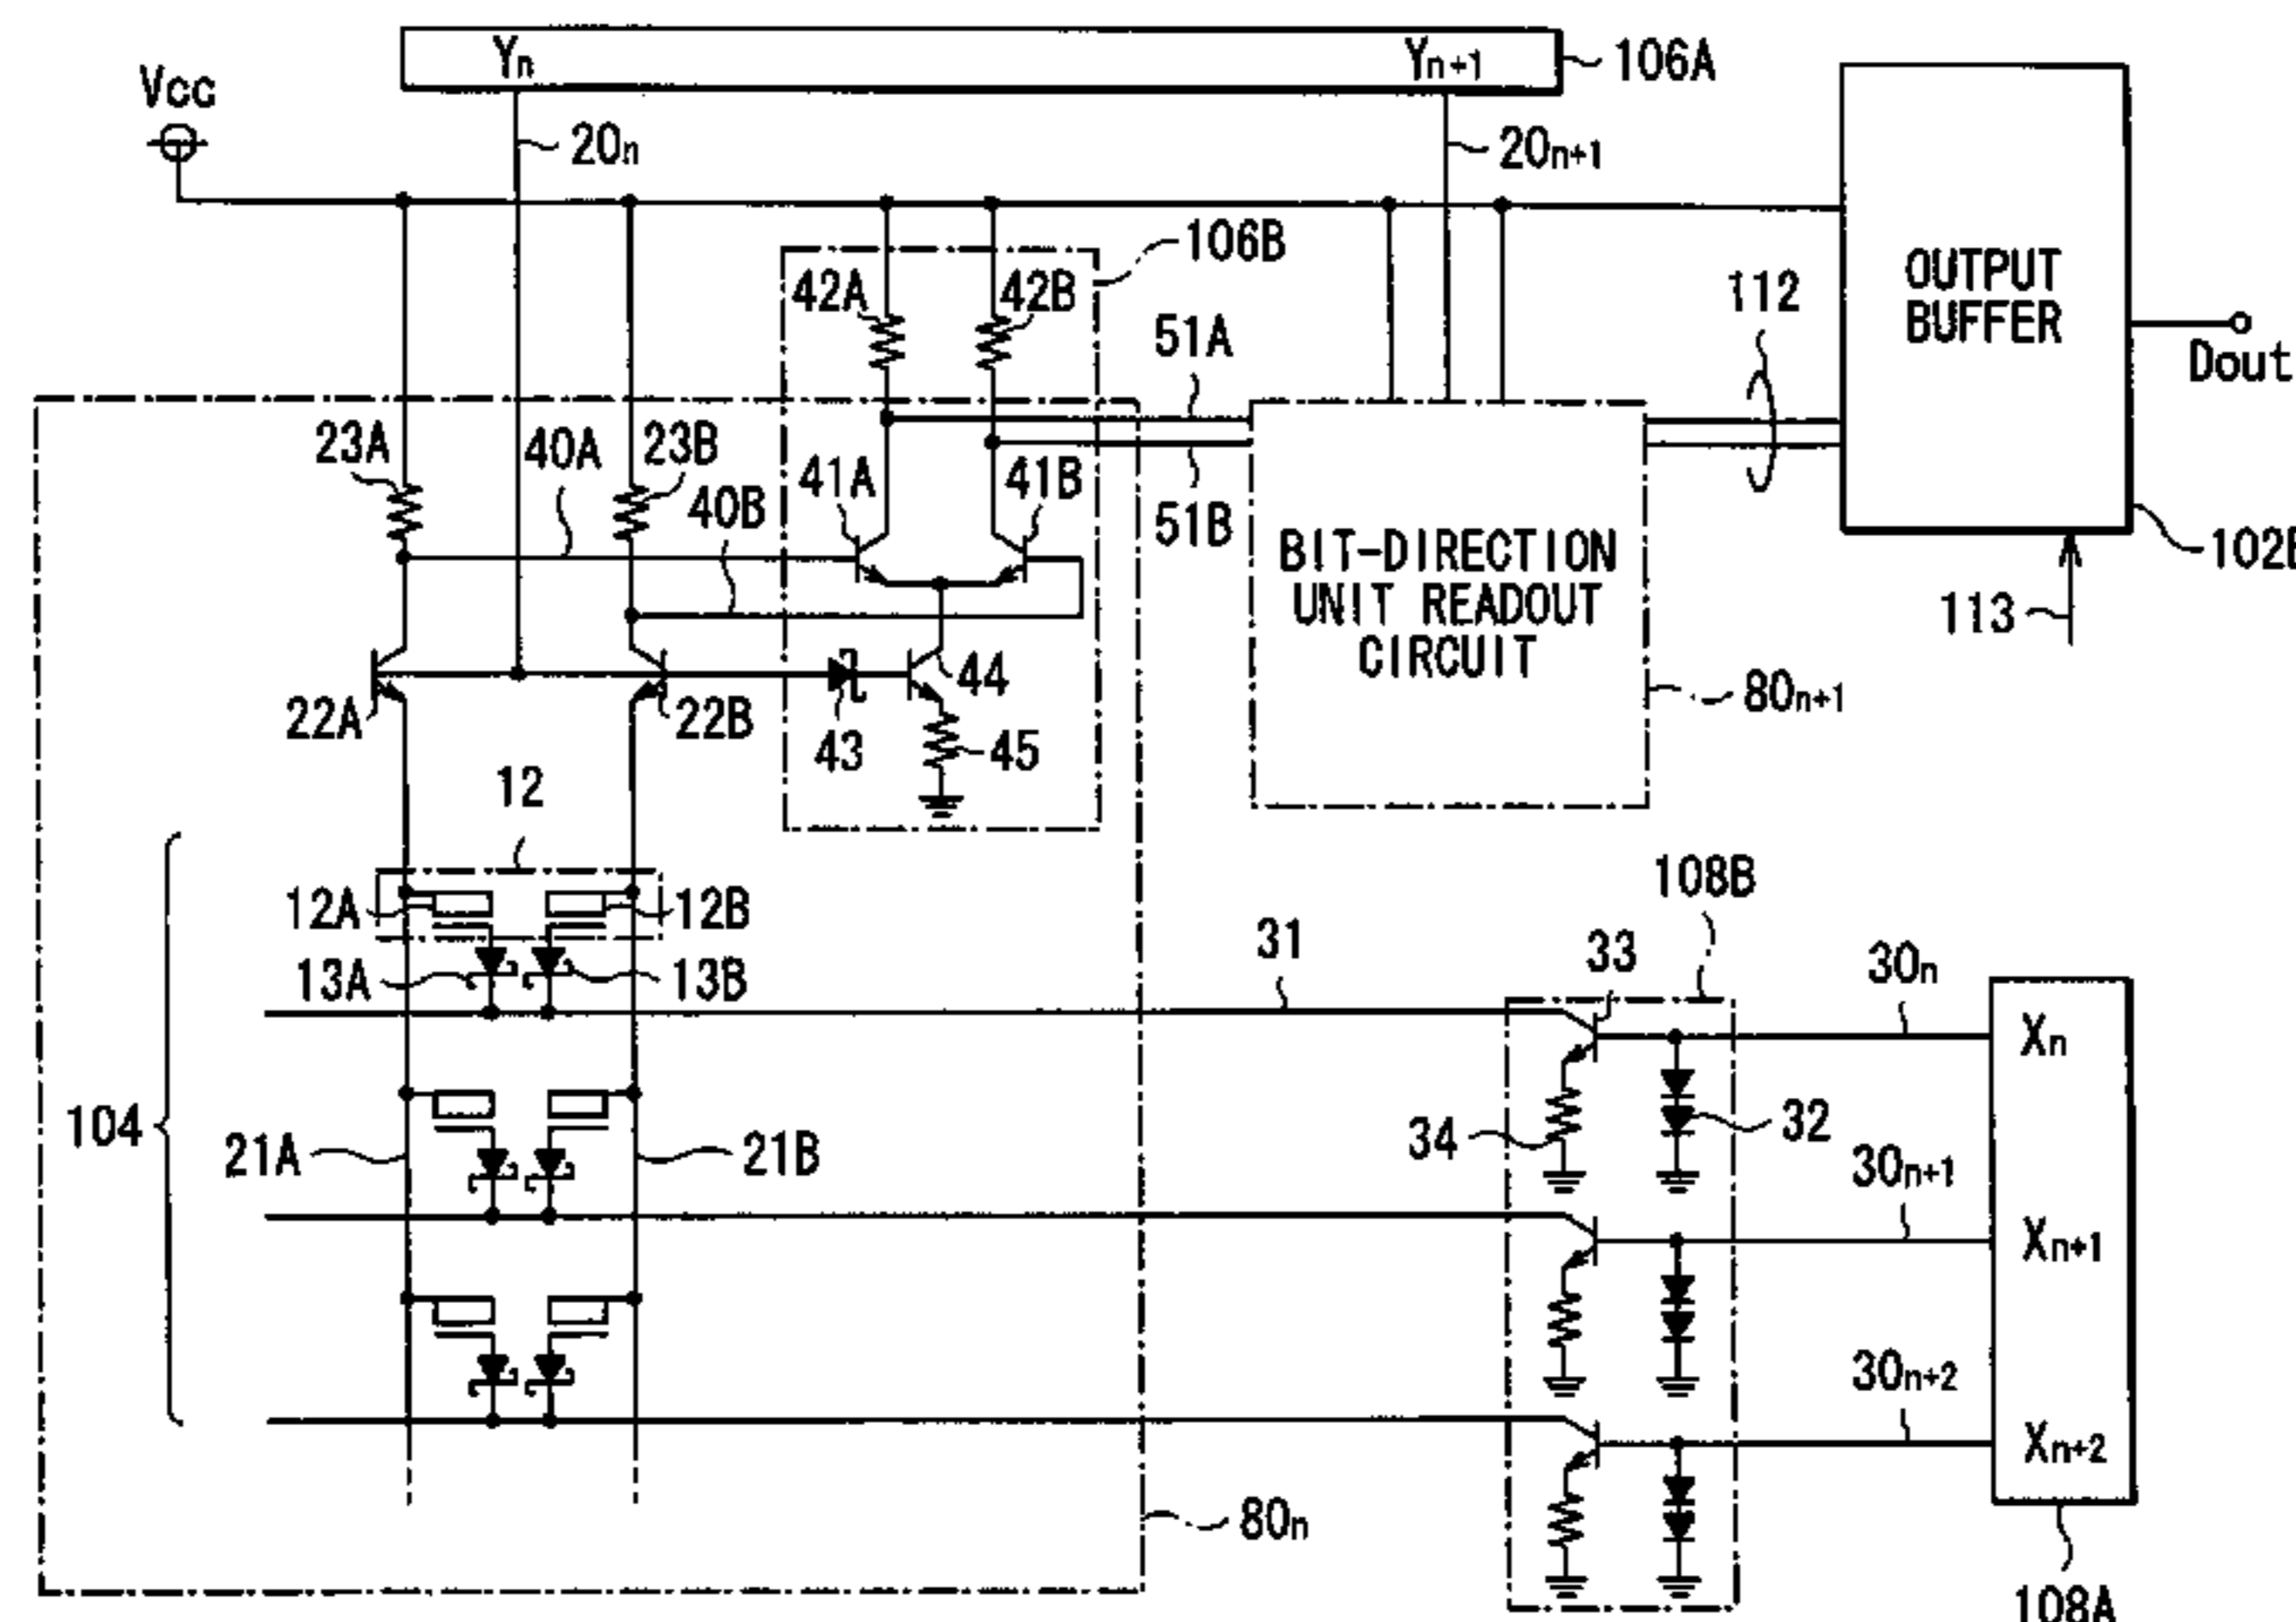 Yn Yn+1 106A
Vcc
20n 20n+1
106B
42A 42B
OUTPUT
BUFFER
112
51A
Dout
23A 40A 23B
41A 41B
40B
51B
BIT-DIRECTION
UNIT READOUT
CIRCUIT
102B
113
44
22A 22B
43 45
80n+1
12
108B
12A 12B
31 33 30n
13A 13B
Xn
104
34 32
21A 21B
30n+1
Xn+1
30n+2
Xn+2
80n
108A